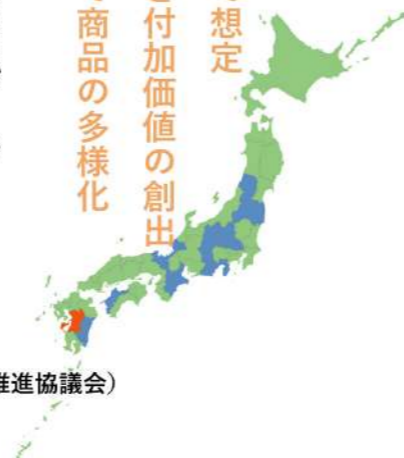 想定
付加価値の創出
商品の多様化
推進協議会）